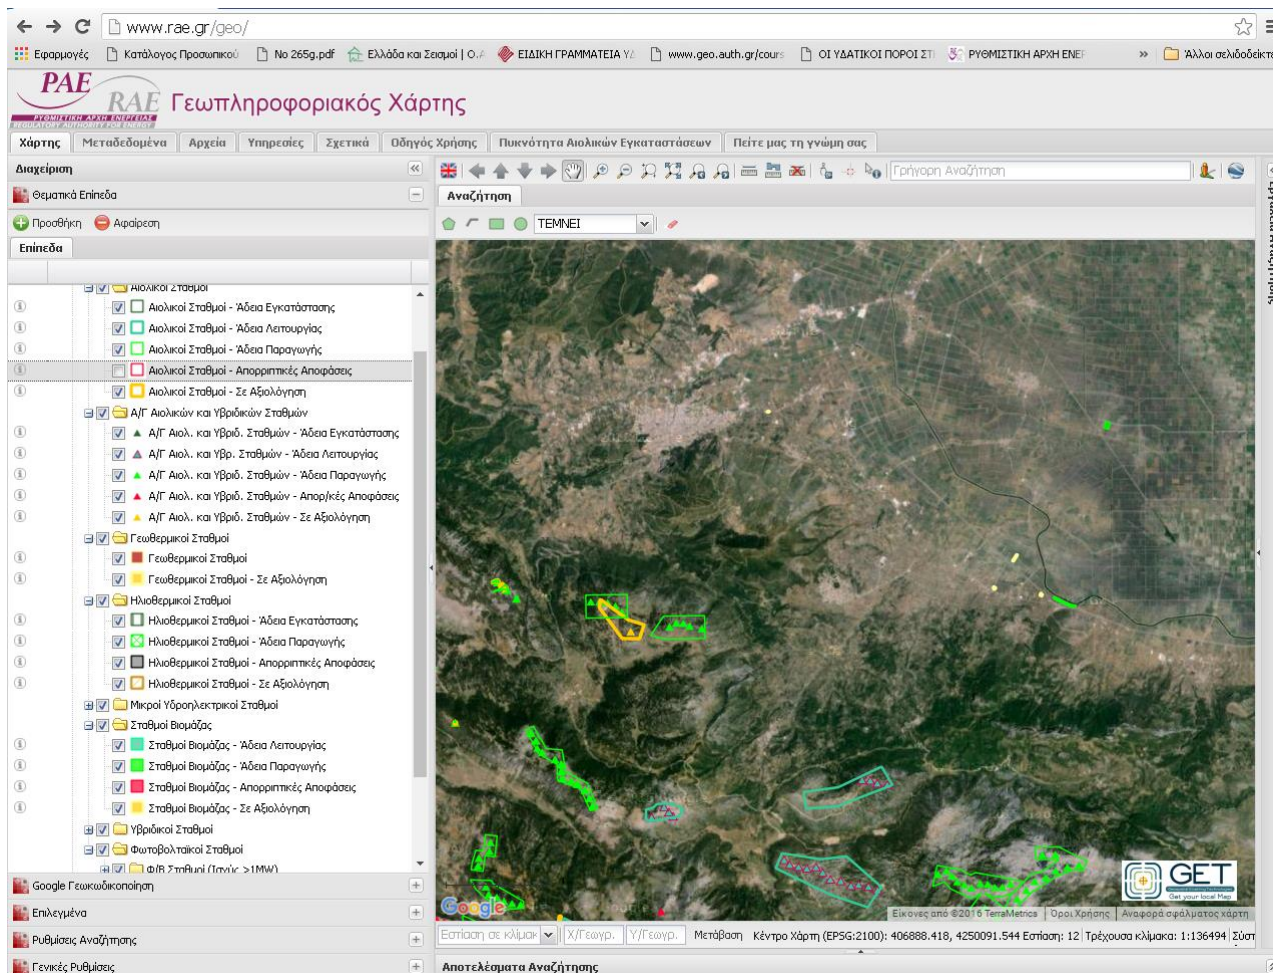 www.rae.gr/geo/
Εφαρμογές Κατάλογος Προσωπικού No 265g.pdf Ελλάδα και Σεισμοί | Ο.Α ΕΙΔΙΚΗ ΓΡΑΜΜΑΤΕΙΑ ΥΔ www.geo.auth.gr/cours ΟΙ ΥΔΑΤΙΚΟΙ ΠΟΡΟΙ ΣΤ ΡΥΘΜΙΣΤΙΚΗ ΑΡΧΗ ΕΝΕΡ » Άλλοι σελιδοδείκτε
ΡΑΕ RAE Γεωπληροφοριακός Χάρτης
ΡΥΘΜΙΣΤΙΚΗ ΑΡΧΗ ΕΝΕΡΓΕΙΑΣ
REGULATORY AUTHORITY FOR ENERGY
Χάρτης Μεταδεδομένα Αρχεία Υπηρεσίες Σχετικά Οδηγός Χρήσης Πυκνότητα Αιολικών Εγκαταστάσεων Πείτε μας τη γνώμη σας
Διαχείριση
Γρήγορη Αναζήτηση
Θεματικά Επίπεδα
Αναζήτηση
Προσθήκη Αφαίρεση
ΤΕΜΝΕΙ
Επίπεδα
Αιολικοί Σταθμοί
Αιολικοί Σταθμοί - Άδεια Εγκατάστασης
Αιολικοί Σταθμοί - Άδεια Λειτουργίας
Αιολικοί Σταθμοί - Άδεια Παραγωγής
Αιολικοί Σταθμοί - Απορριπτικές Αποφάσεις
Αιολικοί Σταθμοί - Σε Αξιολόγηση
Α/Γ Αιολικών και Υβριδικών Σταθμών
Α/Γ Αιολ. και Υβριδ. Σταθμών - Άδεια Εγκατάστασης
Α/Γ Αιολ. και Υβρ. Σταθμών - Άδεια Λειτουργίας
Α/Γ Αιολ. και Υβριδ. Σταθμών - Άδεια Παραγωγής
Α/Γ Αιολ. και Υβριδ. Σταθμών - Απορ/κές Αποφάσεις
Α/Γ Αιολ. και Υβριδ. Σταθμών - Σε Αξιολόγηση
Γεωθερμικοί Σταθμοί
Γεωθερμικοί Σταθμοί
Γεωθερμικοί Σταθμοί - Σε Αξιολόγηση
Ηλιοθερμικοί Σταθμοί
Ηλιοθερμικοί Σταθμοί - Άδεια Εγκατάστασης
Ηλιοθερμικοί Σταθμοί - Άδεια Παραγωγής
Ηλιοθερμικοί Σταθμοί - Απορριπτικές Αποφάσεις
Ηλιοθερμικοί Σταθμοί - Σε Αξιολόγηση
Μικροί Υδροηλεκτρικοί Σταθμοί
Σταθμοί Βιομάζας
Σταθμοί Βιομάζας - Άδεια Λειτουργίας
Σταθμοί Βιομάζας - Άδεια Παραγωγής
Σταθμοί Βιομάζας - Απορριπτικές Αποφάσεις
Σταθμοί Βιομάζας - Σε Αξιολόγηση
Υβριδικοί Σταθμοί
Φωτοβολταϊκοί Σταθμοί
Φ/Β Σταθμοί (Ισχύς >1MW)
Google Γεωκωδικοποίηση
Επιλεγμένα
Ρυθμίσεις Αναζήτησης
Γενικές Ρυθμίσεις
GET
Get your local Map
Google
Εικόνες από ©2016 TerraMetrics Όροι Χρήσης Αναφορά σφάλματος χάρτη
Εστίαση σε κλίμακ Χ/Γεωγρ. Υ/Γεωγρ. Μετάβαση Κέντρο Χάρτη (EPSG:2100): 406888.418, 4250091.544 Εστίαση: 12 Τρέχουσα κλίμακα: 1:136494 Σύστ
Αποτελέσματα Αναζήτησης